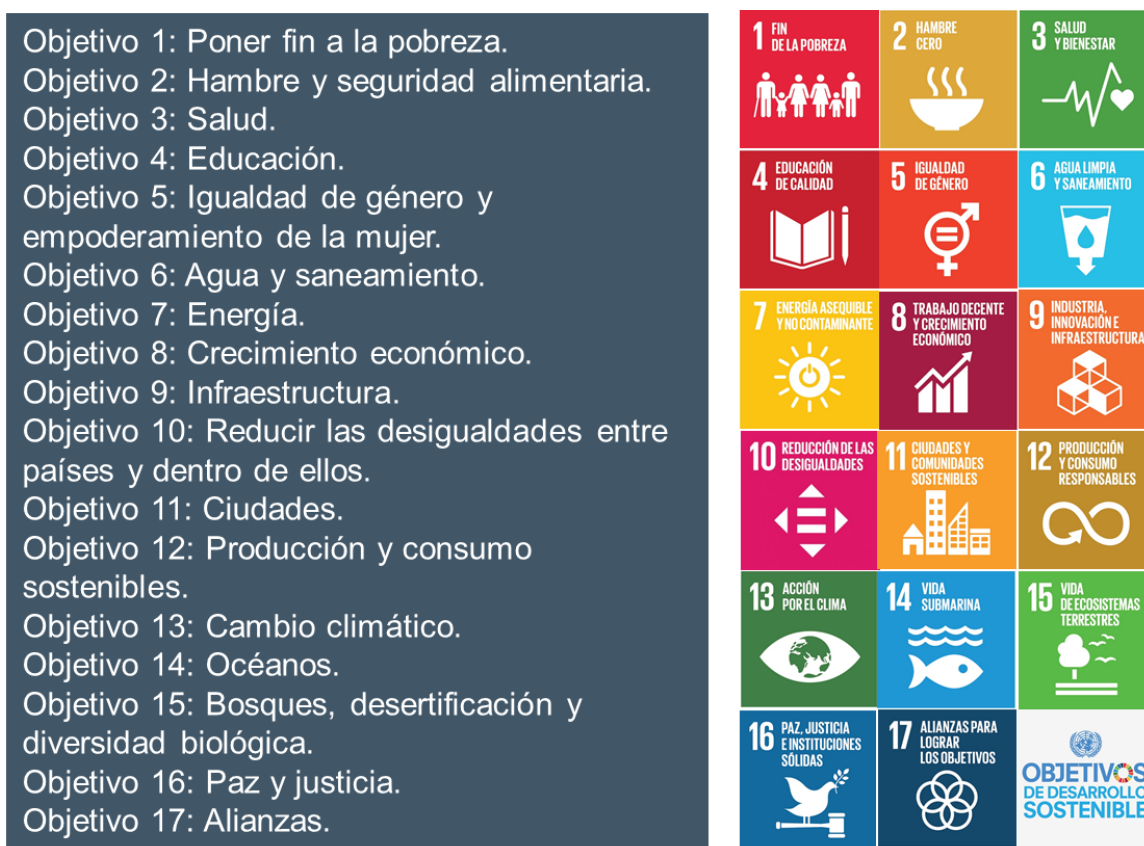 Objetivo 1: Poner fin a la pobreza.
Objetivo 2: Hambre y seguridad alimentaria.
Objetivo 3: Salud.
Objetivo 4: Educación.
Objetivo 5: Igualdad de género y
empoderamiento de la mujer.
Objetivo 6: Agua y saneamiento.
Objetivo 7: Energía.
Objetivo 8: Crecimiento económico.
Objetivo 9: Infraestructura.
Objetivo 10: Reducir las desigualdades entre
países y dentro de ellos.
Objetivo 11: Ciudades.
Objetivo 12: Producción y consumo
sostenibles.
Objetivo 13: Cambio climático.
Objetivo 14: Océanos.
Objetivo 15: Bosques, desertificación y
diversidad biológica.
Objetivo 16: Paz y justicia.
Objetivo 17: Alianzas.
1 FIN
DE LA POBREZA
2 HAMBRE
CERO
3 SALUD
Y BIENESTAR
4 EDUCACIÓN
DE CALIDAD
5 IGUALDAD
DE GÉNERO
6 AGUA LIMPIA
Y SANEAMIENTO
7 ENERGÍA ASEQUIBLE
Y NO CONTAMINANTE
8 TRABAJO DECENTE
Y CRECIMIENTO
ECONÓMICO
9 INDUSTRIA,
INNOVACIÓN E
INFRAESTRUCTURA
10 REDUCCIÓN DE LAS
DESIGUALDADES
11 CIUDADES Y
COMUNIDADES
SOSTENIBLES
12 PRODUCCIÓN
Y CONSUMO
RESPONSABLES
13 ACCIÓN
POR EL CLIMA
14 VIDA
SUBMARINA
15 VIDA
DE ECOSISTEMAS
TERRESTRES
16 PAZ, JUSTICIA
E INSTITUCIONES
SÓLIDAS
17 ALIANZAS PARA
LOGRAR
LOS OBJETIVOS
OBJETIVOS
DE DESARROLLO
SOSTENIBLE